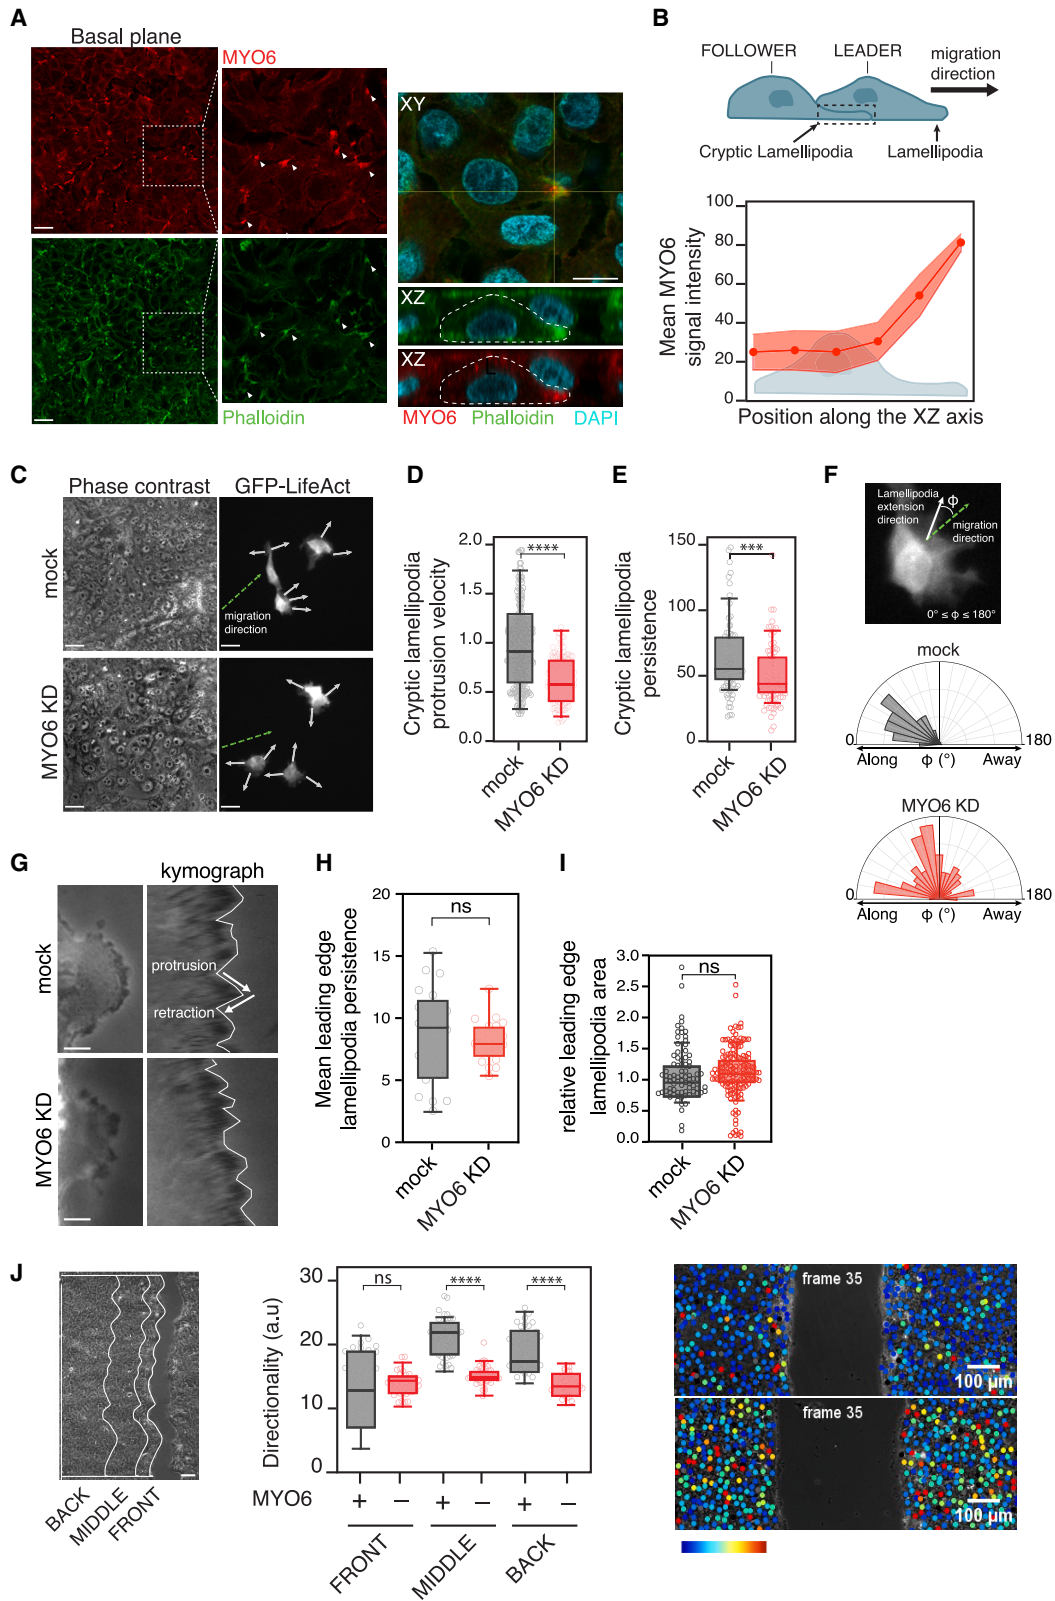 A
Basal plane
MYO6
Phalloidin
XY
XZ
XZ
L
MYO6 Phalloidin DAPI
B
FOLLOWER LEADER
migration
direction
Cryptic Lamellipodia
Lamellipodia
Mean MYO6
signal intensity
100
80
60
40
20
0
Position along the XZ axis
C
Phase contrast GFP-LifeAct
mock
MYO6 KD
migration
direction
D
Cryptic lamellipodia
protrusion velocity
2.0
1.5
1.0
0.5
0
****
mock
MYO6 KD
E
Cryptic lamellipodia
persistence
150
100
50
0
***
mock
MYO6 KD
F
Lamellipodia
extension
direction
ϕ
migration
direction
0° ≤ ϕ ≤ 180°
mock
0 180
Along ϕ (°) Away
MYO6 KD
0 180
Along ϕ (°) Away
G
kymograph
mock
MYO6 KD
protrusion
retraction
H
Mean leading edge
lamellipodia persistence
20
15
10
5
0
ns
mock
MYO6 KD
I
relative leading edge
lamellipodia area
3.0
2.5
2.0
1.5
1.0
0.5
0.0
ns
mock
MYO6 KD
J
BACK
MIDDLE
FRONT
Directionality (a.u)
30
20
10
0
ns
****
****
MYO6 + − + − + −
FRONT
MIDDLE
BACK
frame 35
100 µm
frame 35
100 µm